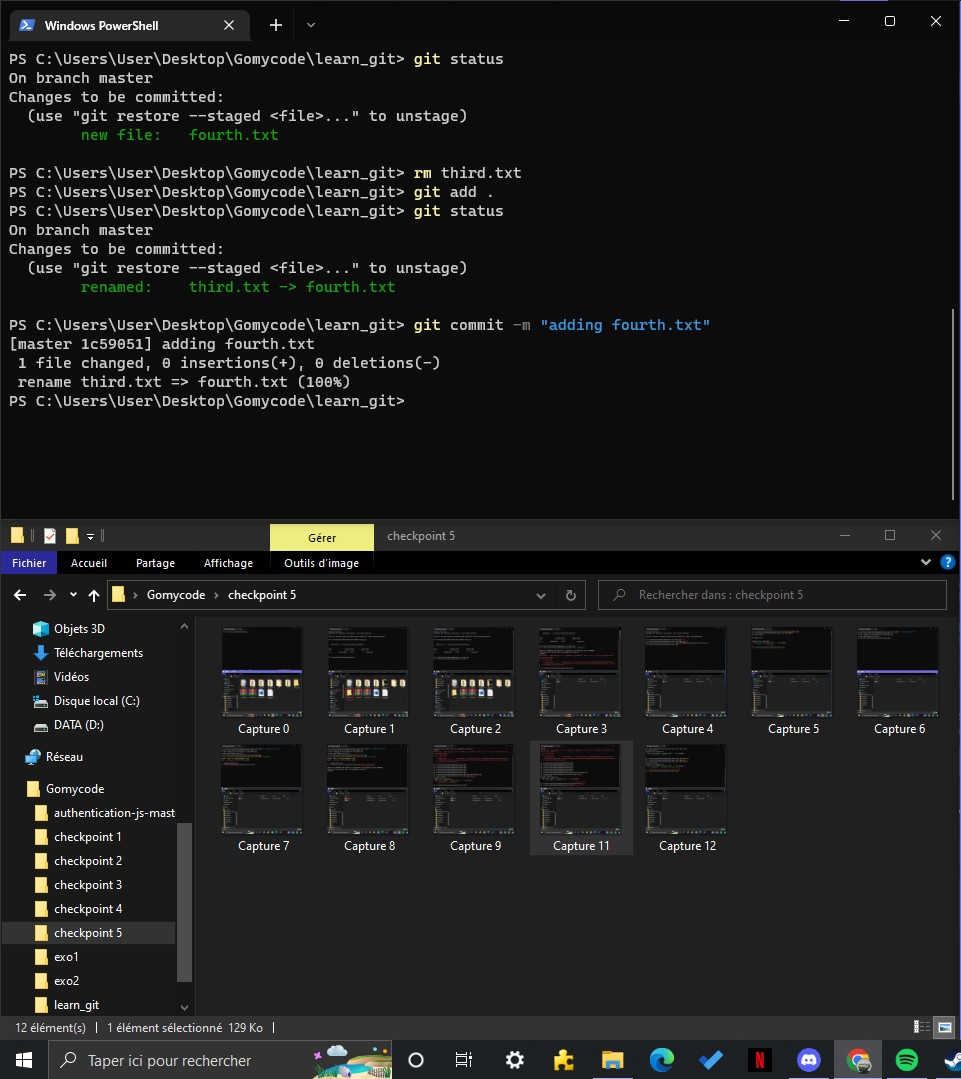 Windows PowerShell
PS C:\Users\User\Desktop\Gomycode\learn_git> git status
On branch master
Changes to be committed:
  (use "git restore --staged <file>..." to unstage)
        new file:   fourth.txt
PS C:\Users\User\Desktop\Gomycode\learn_git> rm third.txt
PS C:\Users\User\Desktop\Gomycode\learn_git> git add .
PS C:\Users\User\Desktop\Gomycode\learn_git> git status
On branch master
Changes to be committed:
  (use "git restore --staged <file>..." to unstage)
        renamed:    third.txt -> fourth.txt
PS C:\Users\User\Desktop\Gomycode\learn_git> git commit -m "adding fourth.txt"
[master 1c59051] adding fourth.txt
 1 file changed, 0 insertions(+), 0 deletions(-)
 rename third.txt => fourth.txt (100%)
PS C:\Users\User\Desktop\Gomycode\learn_git>
Gérer checkpoint 5
Fichier Accueil Partage Affichage Outils d'image
Gomycode checkpoint 5 Rechercher dans : checkpoint 5
Objets 3D
Téléchargements
Vidéos
Disque local (C:)
DATA (D:)
Réseau
Gomycode
authentication-js-mast
checkpoint 1
checkpoint 2
checkpoint 3
checkpoint 4
checkpoint 5
exo1
exo2
learn_git
Capture 0 Capture 1 Capture 2 Capture 3 Capture 4 Capture 5 Capture 6
Capture 7 Capture 8 Capture 9 Capture 11 Capture 12
12 élément(s) 1 élément sélectionné 129 Ko
Taper ici pour rechercher